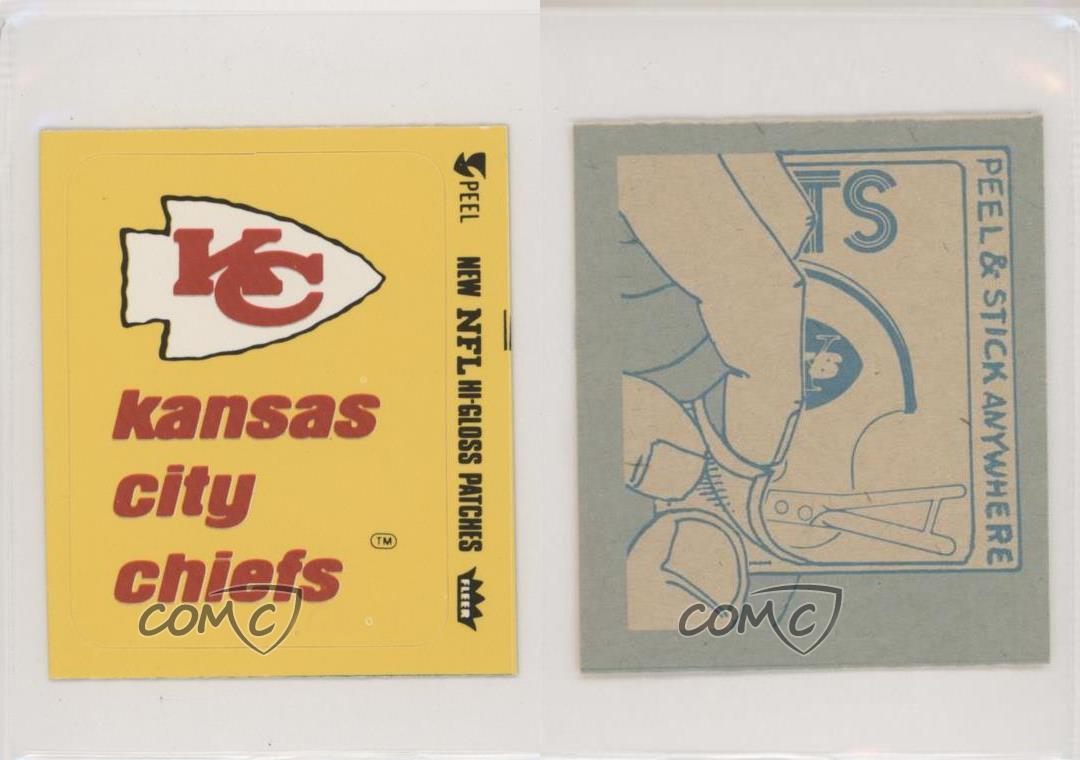 KC
kansas
city
chiefs
TM
PEEL NEW NFL HI-GLOSS PATCHES FLEER
COMC
TS
PEEL & STICK ANYWHERE
COMC